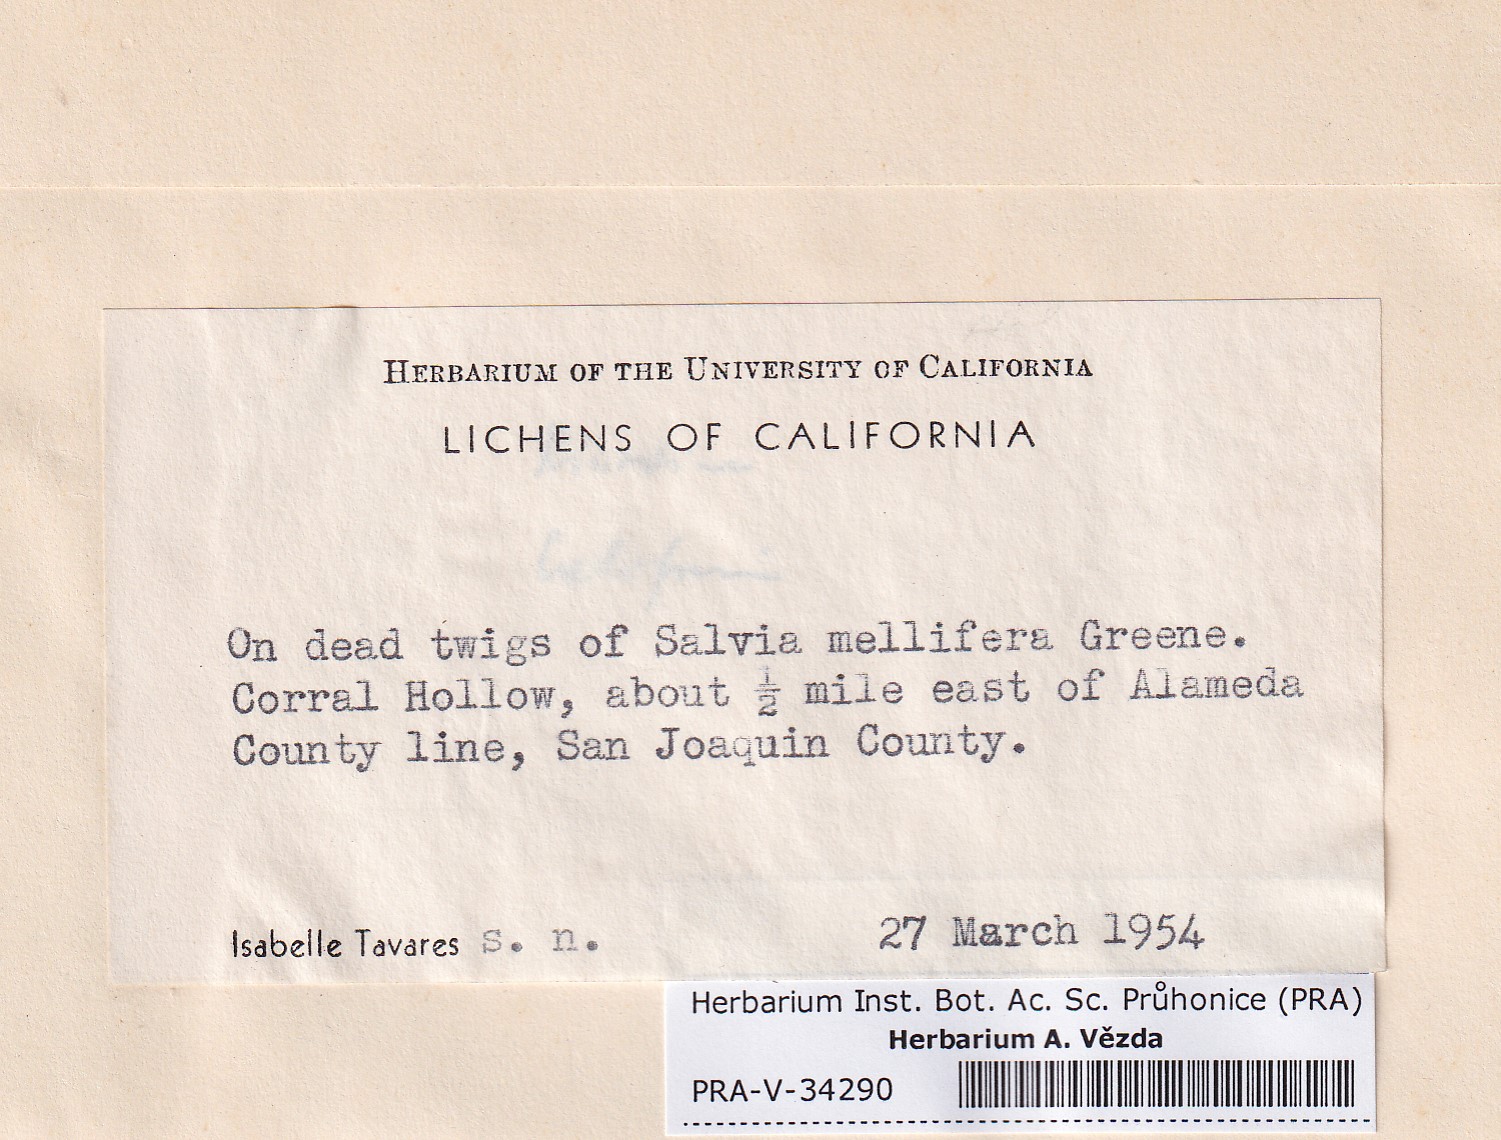 HERBARIUM OF THE UNIVERSITY OF CALIFORNIA
LICHENS OF CALIFORNIA
On dead twigs of Salvia mellifera Greene.
Corral Hollow, about ½ mile east of Alameda
County line, San Joaquin County.
Isabelle Tavares s. n.
27 March 1954
Herbarium Inst. Bot. Ac. Sc. Průhonice (PRA)
Herbarium A. Vězda
PRA-V-34290